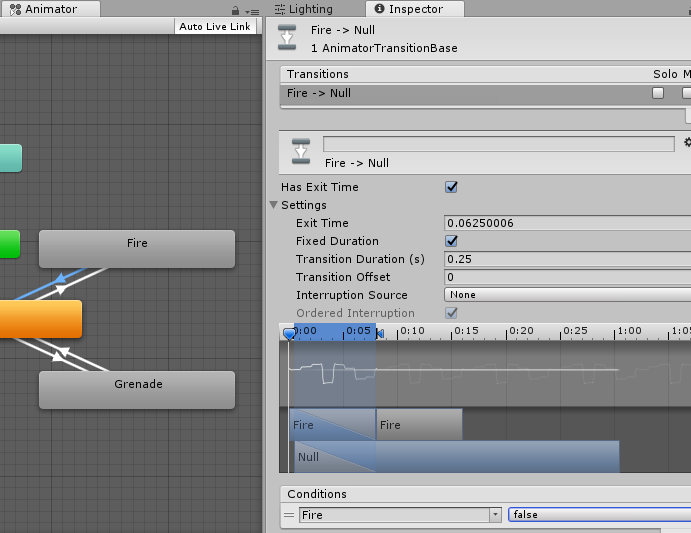 Animator
Auto Live Link
Fire
Grenade
Lighting
Inspector
Fire -> Null
1 AnimatorTransitionBase
Transitions
Solo M
Fire -> Null
Fire -> Null
Has Exit Time
Settings
Exit Time 0.06250006
Fixed Duration
Transition Duration (s) 0.25
Transition Offset 0
Interruption Source None
Ordered Interruption
0:00 0:05 0:10 0:15 0:20 0:25 1:00 1:05
Fire Fire
Null
Conditions
Fire false